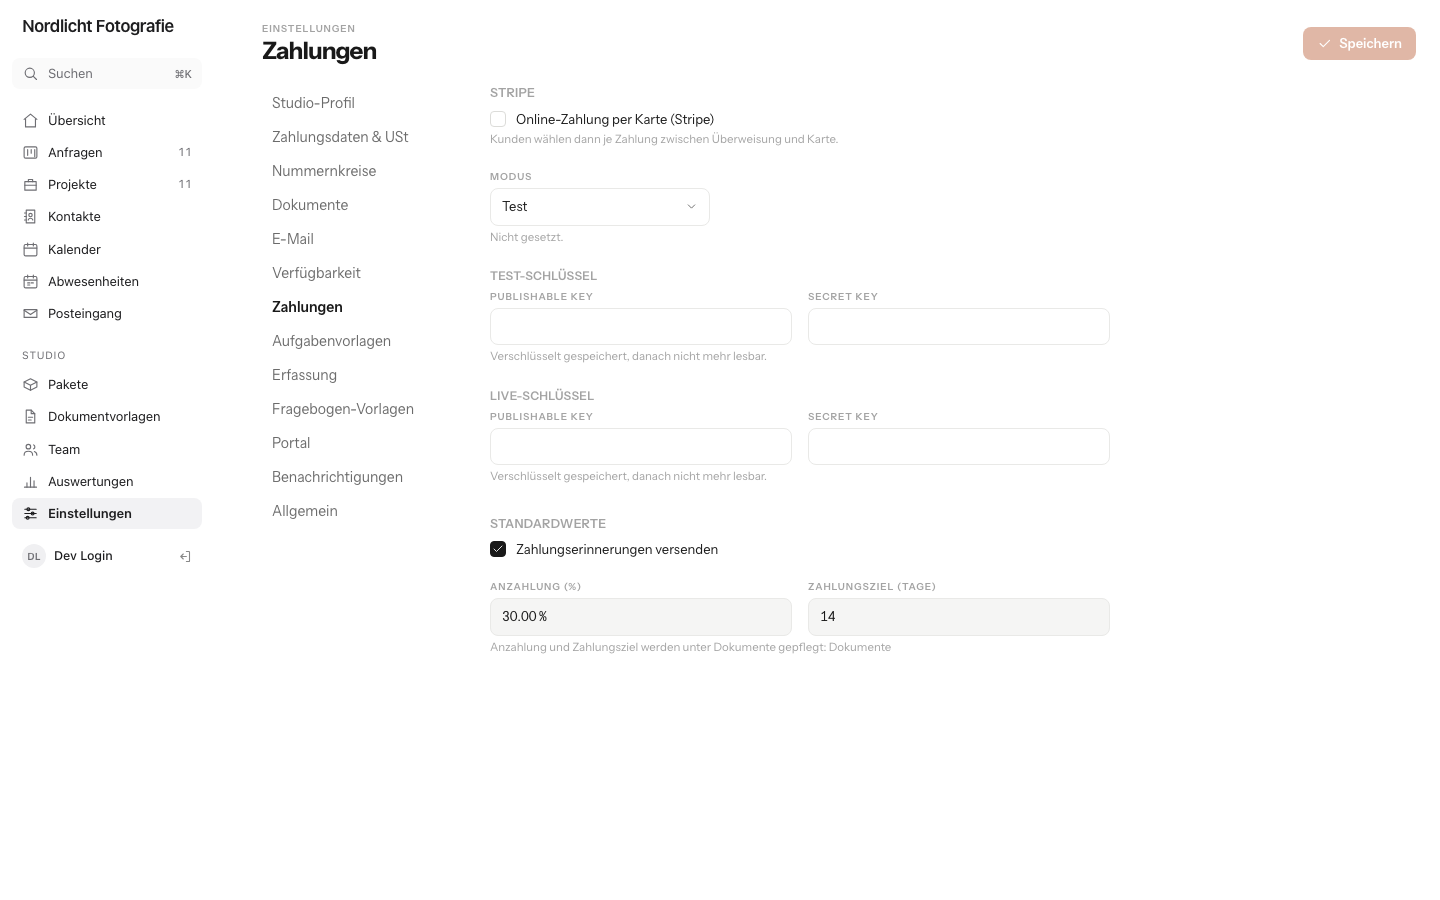 Nordlicht Fotografie
Suchen ⌘K
Übersicht
Anfragen 11
Projekte 11
Kontakte
Kalender
Abwesenheiten
Posteingang
STUDIO
Pakete
Dokumentvorlagen
Team
Auswertungen
Einstellungen
DL Dev Login
EINSTELLUNGEN
Zahlungen
Speichern
Studio-Profil
Zahlungsdaten & USt
Nummernkreise
Dokumente
E-Mail
Verfügbarkeit
Zahlungen
Aufgabenvorlagen
Erfassung
Fragebogen-Vorlagen
Portal
Benachrichtigungen
Allgemein
STRIPE
Online-Zahlung per Karte (Stripe)
Kunden wählen dann je Zahlung zwischen Überweisung und Karte.
MODUS
Test
Nicht gesetzt.
TEST-SCHLÜSSEL
PUBLISHABLE KEY SECRET KEY
Verschlüsselt gespeichert, danach nicht mehr lesbar.
LIVE-SCHLÜSSEL
PUBLISHABLE KEY SECRET KEY
Verschlüsselt gespeichert, danach nicht mehr lesbar.
STANDARDWERTE
Zahlungserinnerungen versenden
ANZAHLUNG (%) ZAHLUNGSZIEL (TAGE)
30.00 % 14
Anzahlung und Zahlungsziel werden unter Dokumente gepflegt: Dokumente